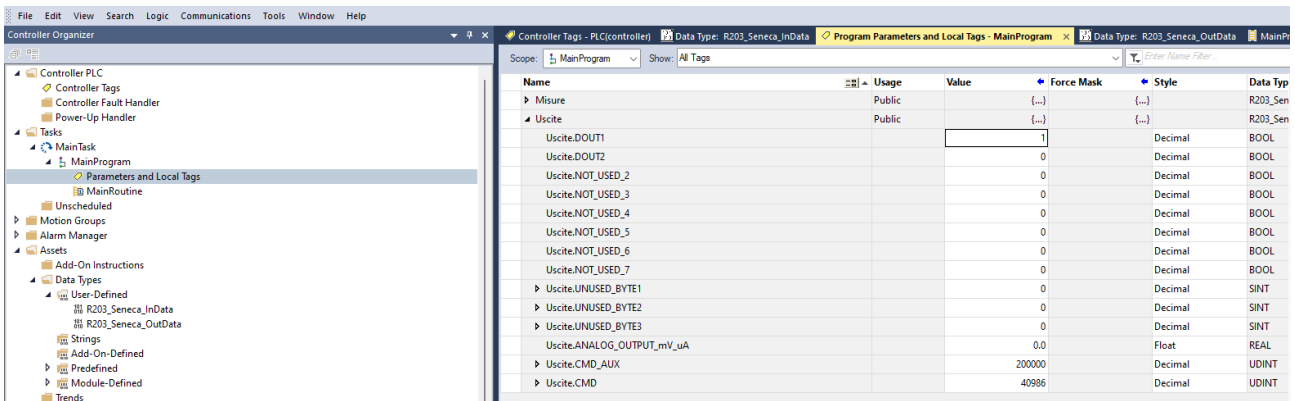 File Edit View Search Logic Communications Tools Window Help
Controller Organizer
Controller Tags - PLC(controller) Data Type: R203_Seneca_InData Program Parameters and Local Tags - MainProgram × Data Type: R203_Seneca_OutData MainPr
Scope: MainProgram Show: All Tags Enter Name Filter...
Controller PLC
Controller Tags
Controller Fault Handler
Power-Up Handler
Tasks
MainTask
MainProgram
Parameters and Local Tags
MainRoutine
Unscheduled
Motion Groups
Alarm Manager
Assets
Add-On Instructions
Data Types
User-Defined
R203_Seneca_InData
R203_Seneca_OutData
Strings
Add-On-Defined
Predefined
Module-Defined
Trends
Name Usage Value Force Mask Style Data Typ
Misure Public {...} {...} R203_Sen
Uscite Public {...} {...} R203_Sen
Uscite.DOUT1 1 Decimal BOOL
Uscite.DOUT2 0 Decimal BOOL
Uscite.NOT_USED_2 0 Decimal BOOL
Uscite.NOT_USED_3 0 Decimal BOOL
Uscite.NOT_USED_4 0 Decimal BOOL
Uscite.NOT_USED_5 0 Decimal BOOL
Uscite.NOT_USED_6 0 Decimal BOOL
Uscite.NOT_USED_7 0 Decimal BOOL
Uscite.UNUSED_BYTE1 0 Decimal SINT
Uscite.UNUSED_BYTE2 0 Decimal SINT
Uscite.UNUSED_BYTE3 0 Decimal SINT
Uscite.ANALOG_OUTPUT_mV_uA 0.0 Float REAL
Uscite.CMD_AUX 200000 Decimal UDINT
Uscite.CMD 40986 Decimal UDINT